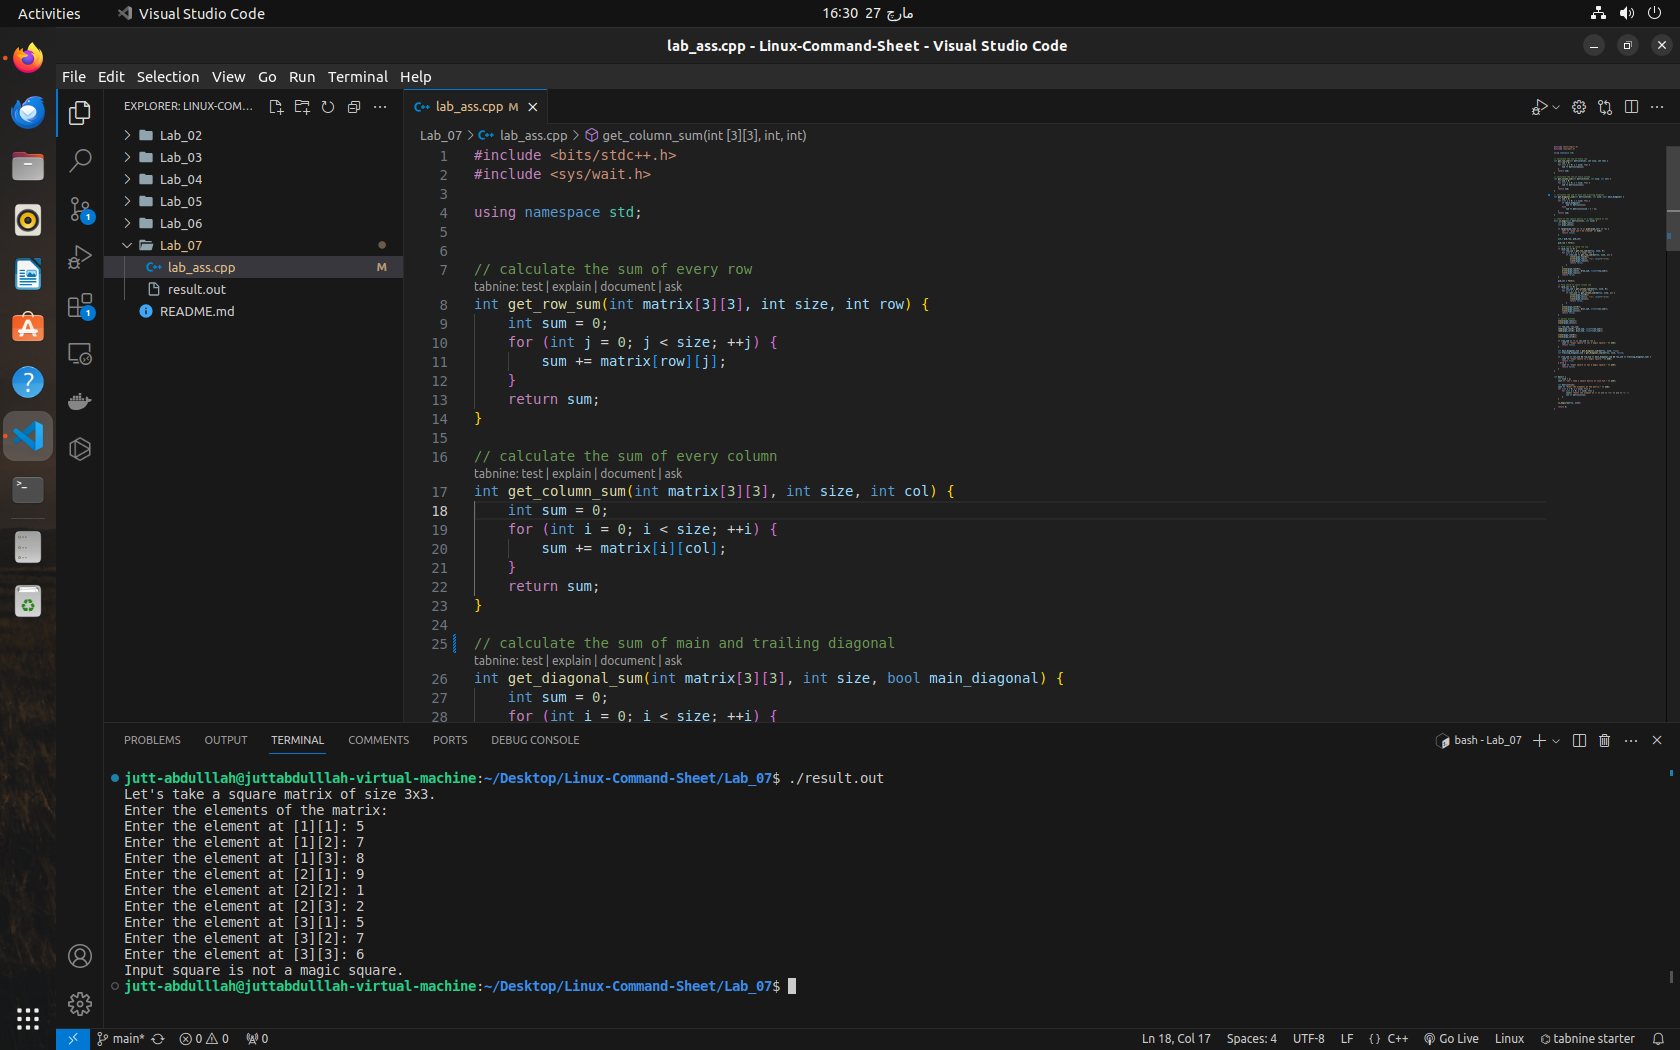 Activities
Visual Studio Code
16:30 27 مارچ
lab_ass.cpp - Linux-Command-Sheet - Visual Studio Code
File Edit Selection View Go Run Terminal Help
EXPLORER: LINUX-COM...
Lab_02
Lab_03
Lab_04
Lab_05
Lab_06
Lab_07
lab_ass.cpp M
result.out
README.md
1
1
lab_ass.cpp M
Lab_07 > lab_ass.cpp > get_column_sum(int [3][3], int, int)
1 #include <bits/stdc++.h>
2 #include <sys/wait.h>
3
4 using namespace std;
5
6
7 // calculate the sum of every row
tabnine: test | explain | document | ask
8 int get_row_sum(int matrix[3][3], int size, int row) {
9 int sum = 0;
10 for (int j = 0; j < size; ++j) {
11 sum += matrix[row][j];
12 }
13 return sum;
14 }
15
16 // calculate the sum of every column
tabnine: test | explain | document | ask
17 int get_column_sum(int matrix[3][3], int size, int col) {
18 int sum = 0;
19 for (int i = 0; i < size; ++i) {
20 sum += matrix[i][col];
21 }
22 return sum;
23 }
24
25 // calculate the sum of main and trailing diagonal
tabnine: test | explain | document | ask
26 int get_diagonal_sum(int matrix[3][3], int size, bool main_diagonal) {
27 int sum = 0;
28 for (int i = 0; i < size; ++i) {
PROBLEMS OUTPUT TERMINAL COMMENTS PORTS DEBUG CONSOLE
bash - Lab_07
jutt-abdulllah@juttabdulllah-virtual-machine:~/Desktop/Linux-Command-Sheet/Lab_07$ ./result.out
Let's take a square matrix of size 3x3.
Enter the elements of the matrix:
Enter the element at [1][1]: 5
Enter the element at [1][2]: 7
Enter the element at [1][3]: 8
Enter the element at [2][1]: 9
Enter the element at [2][2]: 1
Enter the element at [2][3]: 2
Enter the element at [3][1]: 5
Enter the element at [3][2]: 7
Enter the element at [3][3]: 6
Input square is not a magic square.
jutt-abdulllah@juttabdulllah-virtual-machine:~/Desktop/Linux-Command-Sheet/Lab_07$
main* 0 0 0
Ln 18, Col 17 Spaces: 4 UTF-8 LF {} C++ Go Live Linux tabnine starter